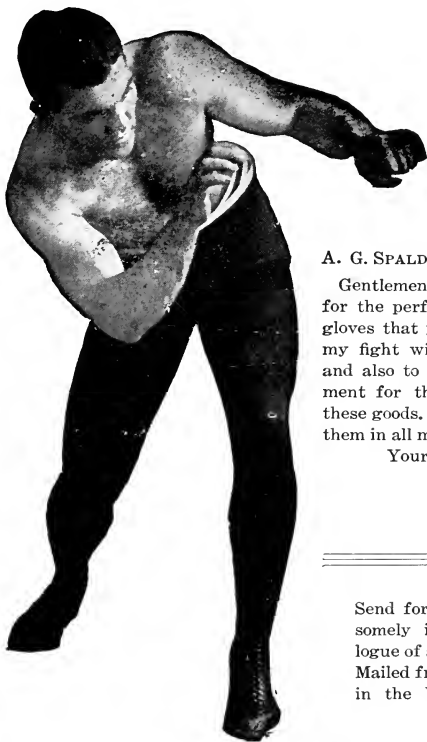 A. G. SPALD
Gentlemen
for the perf
gloves that
my fight wi
and also to
ment for th
these goods.
them in all m
Your
Send for
somely i
logue of
Mailed fr
in the